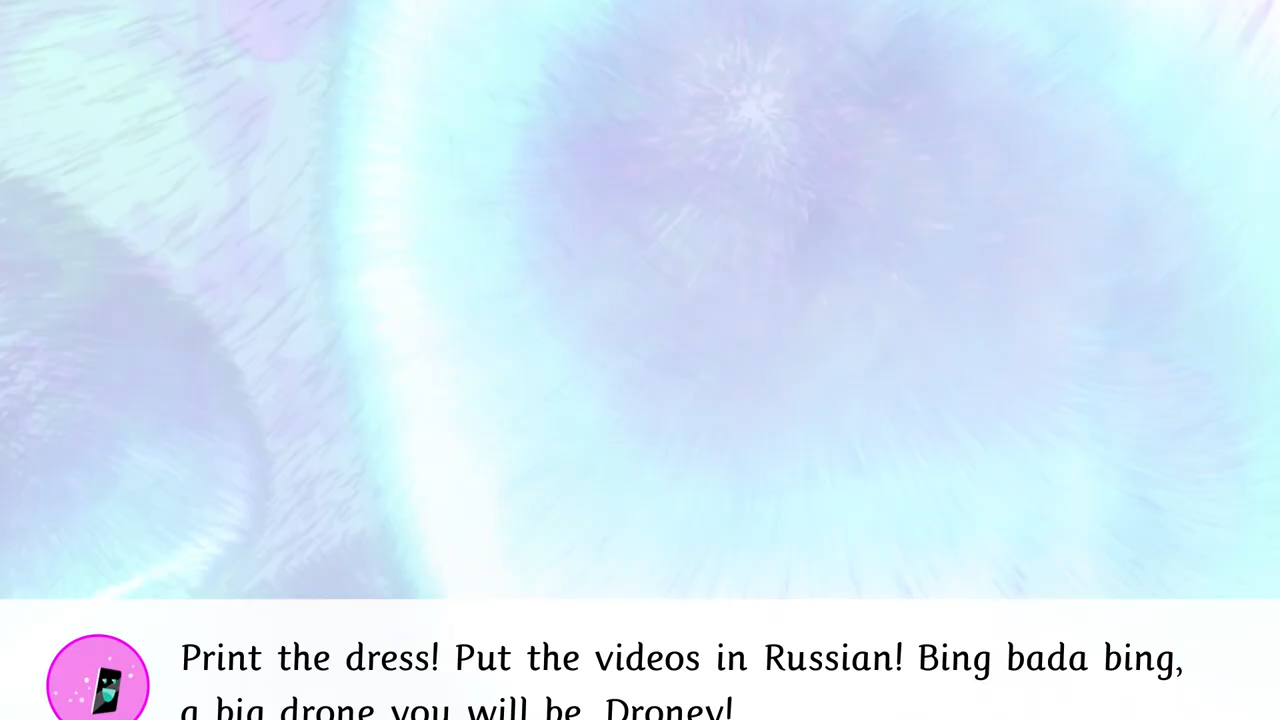 Print the dress! Put the videos in Russian! Bing bada bing,
a big drone you will be, Droney!